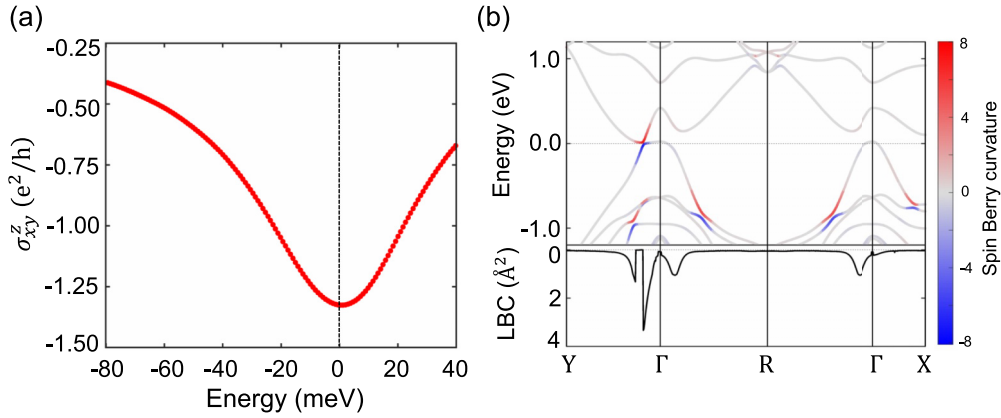 (a)
-0.25
-0.50
-0.75
-1.00
-1.25
-1.50
σ^z_xy (e²/h)
-80 -60 -40 -20 0 20 40
Energy (meV)
(b)
1.0
0.0
-1.0
Energy (eV)
0
2
4
LBC (Å²)
Y Γ R Γ X
8
4
0
-4
-8
Spin Berry curvature